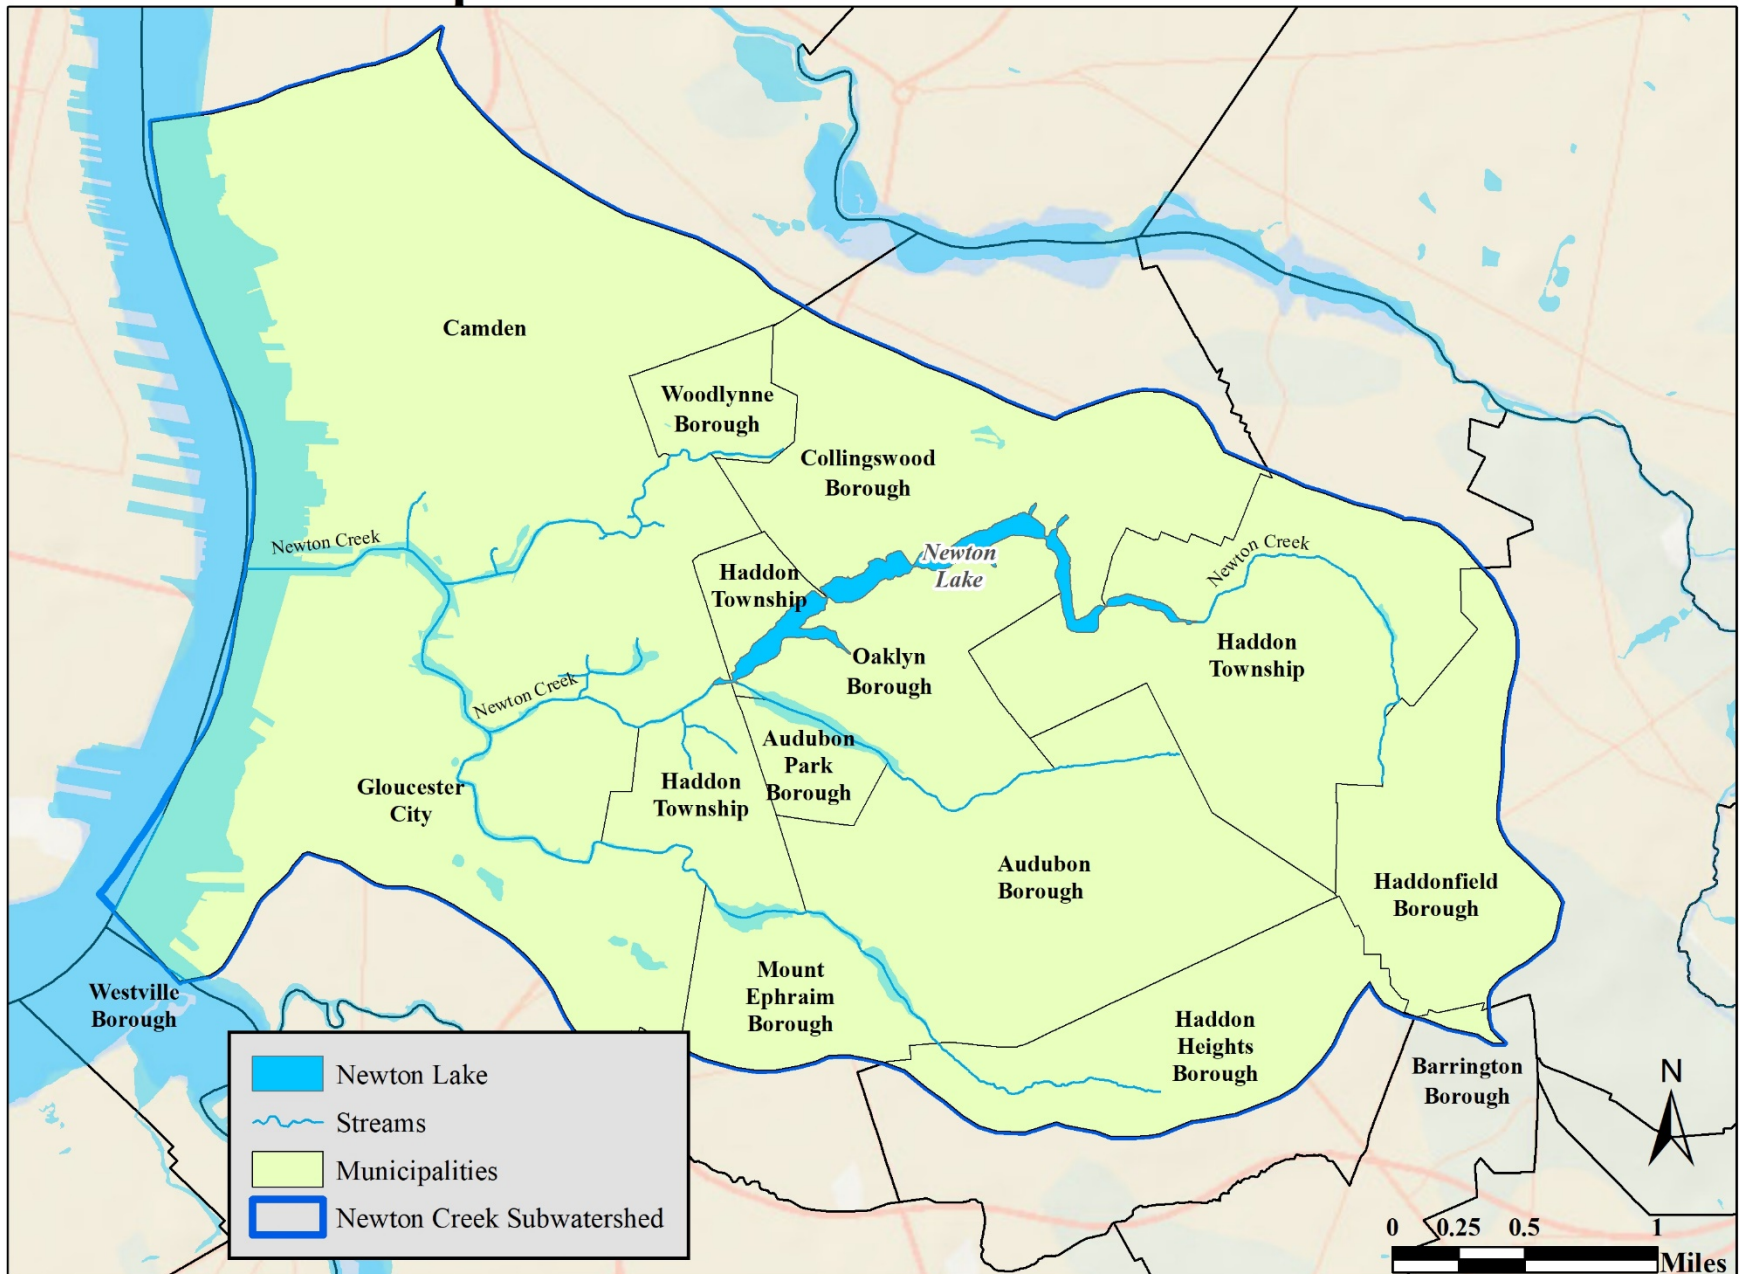 Camden
Woodlynne
Borough
Collingswood
Borough
Newton Creek
Newton
Lake
Newton Creek
Haddon
Township
Haddon
Township
Oaklyn
Borough
Newton Creek
Audubon
Park
Borough
Haddon
Township
Gloucester
City
Audubon
Borough
Haddonfield
Borough
Mount
Ephraim
Borough
Westville
Borough
Haddon
Heights
Borough
Barrington
Borough
Newton Lake
Streams
Municipalities
Newton Creek Subwatershed
N
0 0.25 0.5 1
Miles